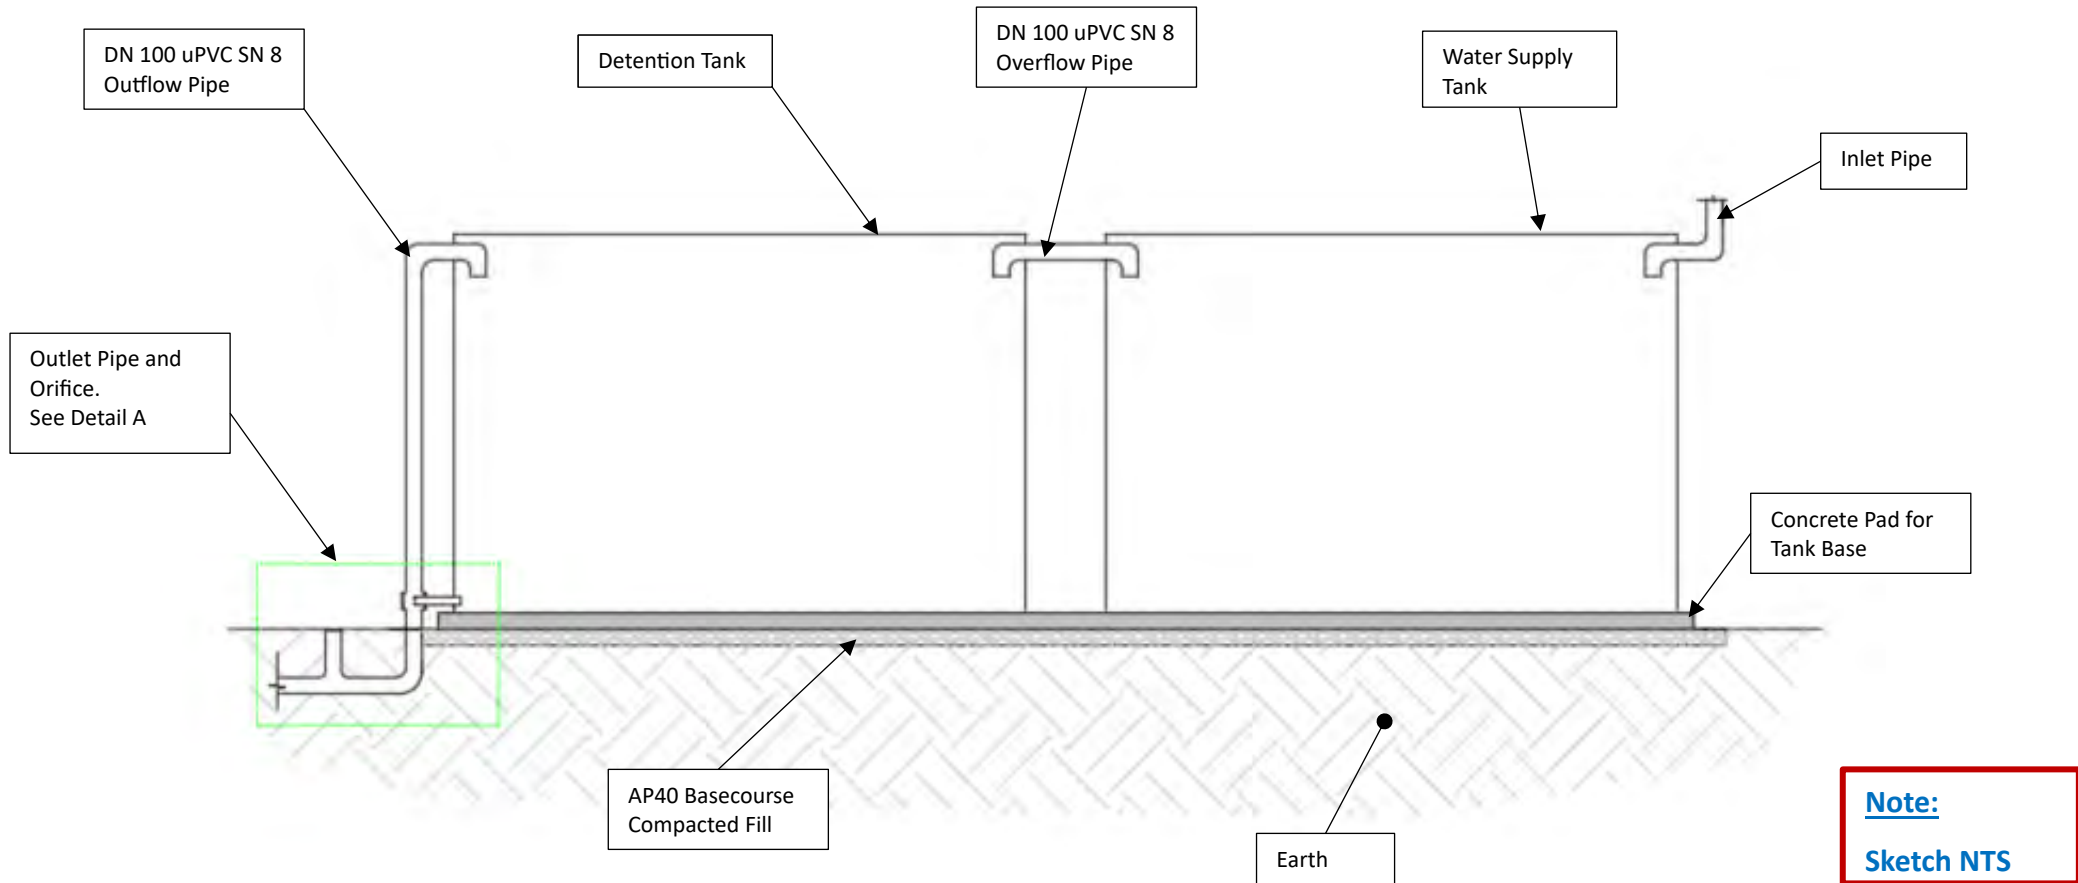 DN 100 uPVC SN 8
Outflow Pipe
Detention Tank
DN 100 uPVC SN 8
Overflow Pipe
Water Supply
Tank
Inlet Pipe
Outlet Pipe and
Orifice.
See Detail A
Concrete Pad for
Tank Base
AP40 Basecourse
Compacted Fill
Earth
Note:
Sketch NTS